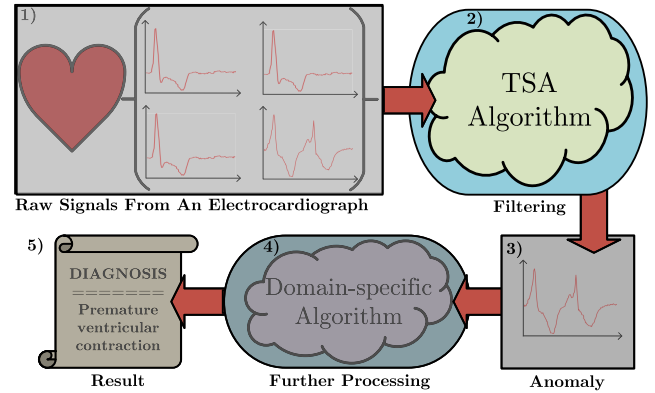 1)
Raw Signals From An Electrocardiograph
2)
TSA
Algorithm
Filtering
3)
Anomaly
4)
Domain-specific
Algorithm
Further Processing
5)
DIAGNOSIS
=======
Premature
ventricular
contraction
Result